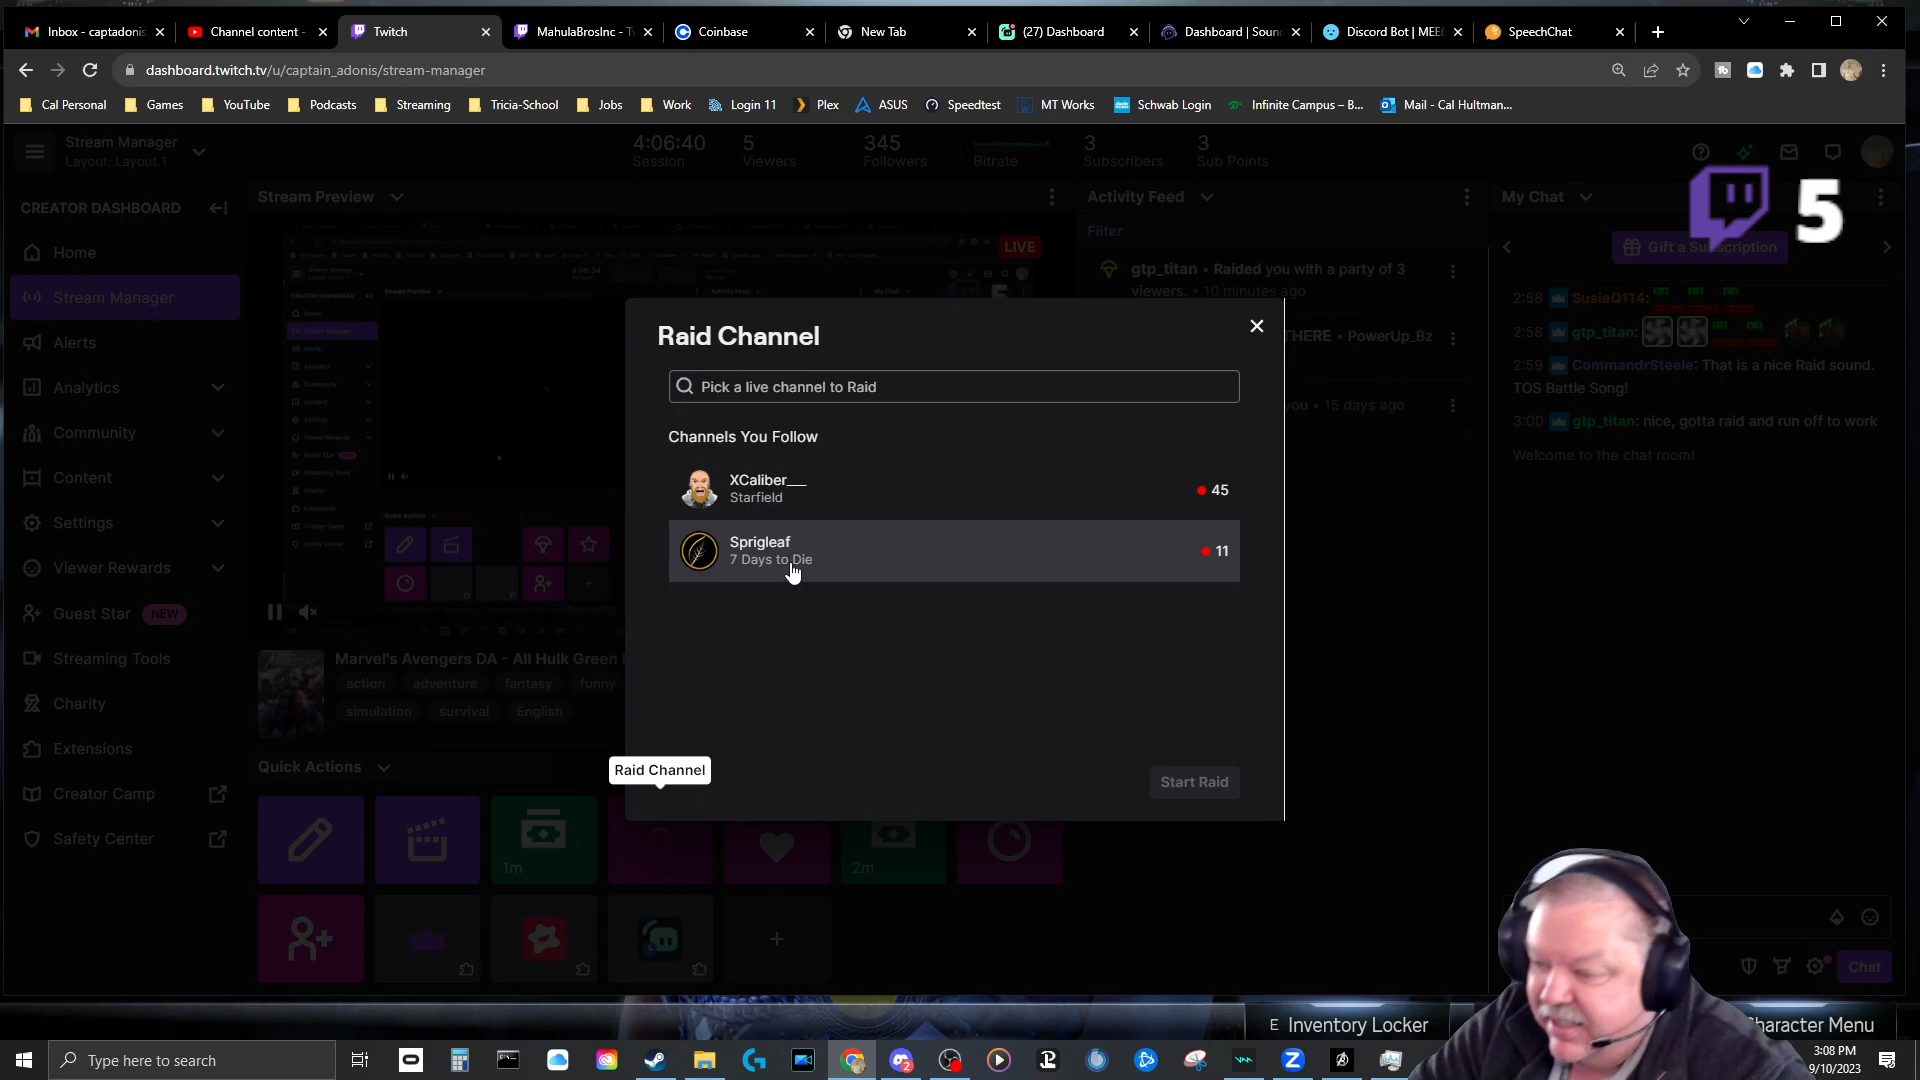 Inbox - captadonis
Channel content -
Twitch
MahulaBrosInc - Tw
Coinbase
New Tab
(27) Dashboard
Dashboard | Soun
Discord Bot | MEE6
SpeechChat
dashboard.twitch.tv/u/captain_adonis/stream-manager
Cal Personal
Games
YouTube
Podcasts
Streaming
Tricia-School
Jobs
Work
Login 11
Plex
ASUS
Speedtest
MT Works
Schwab Login
Infinite Campus – B...
Mail - Cal Hultman...
Stream Manager
Layout: Layout 1
4:06:40
Session
5
Viewers
345
Followers
Bitrate
3
Subscribers
3
Sub Points
CREATOR DASHBOARD
Home
Stream Manager
Alerts
Analytics
Community
Content
Settings
Viewer Rewards
Guest Star NEW
Streaming Tools
Charity
Extensions
Creator Camp
Safety Center
Stream Preview
LIVE
Marvel's Avengers DA - All Hulk Green
action adventure fantasy funny
simulation survival English
Quick Actions
1m
2m
Raid Channel
Raid Channel
Pick a live channel to Raid
Channels You Follow
XCaliber___
Starfield
45
Sprigleaf
7 Days to Die
11
Start Raid
Activity Feed
Filter
gtp_titan • Raided you with a party of 3
viewers. • 10 minutes ago
HERE • PowerUp_Bz
you • 15 days ago
My Chat
5
Gift a Subscription
2:58 SusieQ114:
2:58 gtp_titan:
2:59 CommandrSteele: That is a nice Raid sound.
TOS Battle Song!
3:00 gtp_titan: nice, gotta raid and run off to work
Welcome to the chat room!
Chat
E Inventory Locker
Character Menu
Type here to search
3:08 PM
9/10/2023